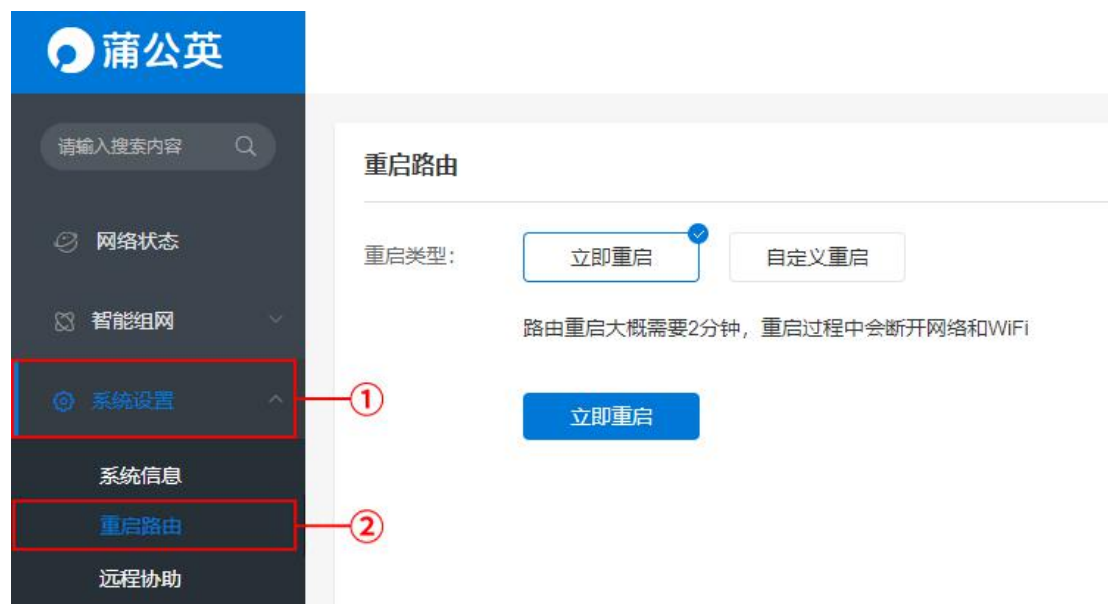 蒲公英
请输入搜索内容
网络状态
智能组网
系统设置
系统信息
重启路由
远程协助
①
②
重启路由
重启类型：
立即重启
自定义重启
路由重启大概需要2分钟，重启过程中会断开网络和WiFi
立即重启